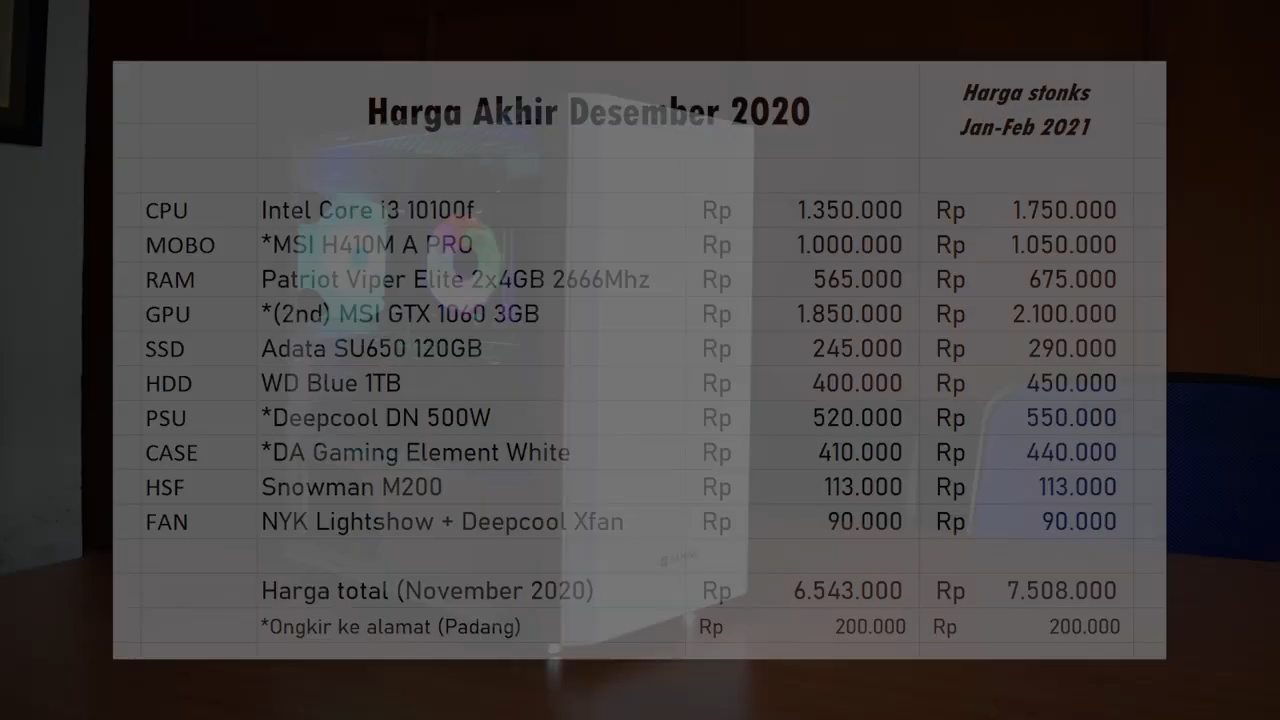 Harga Akhir Desember 2020
Harga stonks
Jan-Feb 2021
CPU Intel Core i3 10100f Rp 1.350.000 Rp 1.750.000
MOBO *MSI H410M A PRO Rp 1.000.000 Rp 1.050.000
RAM Patriot Viper Elite 2x4GB 2666Mhz Rp 565.000 Rp 675.000
GPU *(2nd) MSI GTX 1060 3GB Rp 1.850.000 Rp 2.100.000
SSD Adata SU650 120GB Rp 245.000 Rp 290.000
HDD WD Blue 1TB Rp 400.000 Rp 450.000
PSU *Deepcool DN 500W Rp 520.000 Rp 550.000
CASE *DA Gaming Element White Rp 410.000 Rp 440.000
HSF Snowman M200 Rp 113.000 Rp 113.000
FAN NYK Lightshow + Deepcool Xfan Rp 90.000 Rp 90.000
Harga total (November 2020) Rp 6.543.000 Rp 7.508.000
*Ongkir ke alamat (Padang) Rp 200.000 Rp 200.000